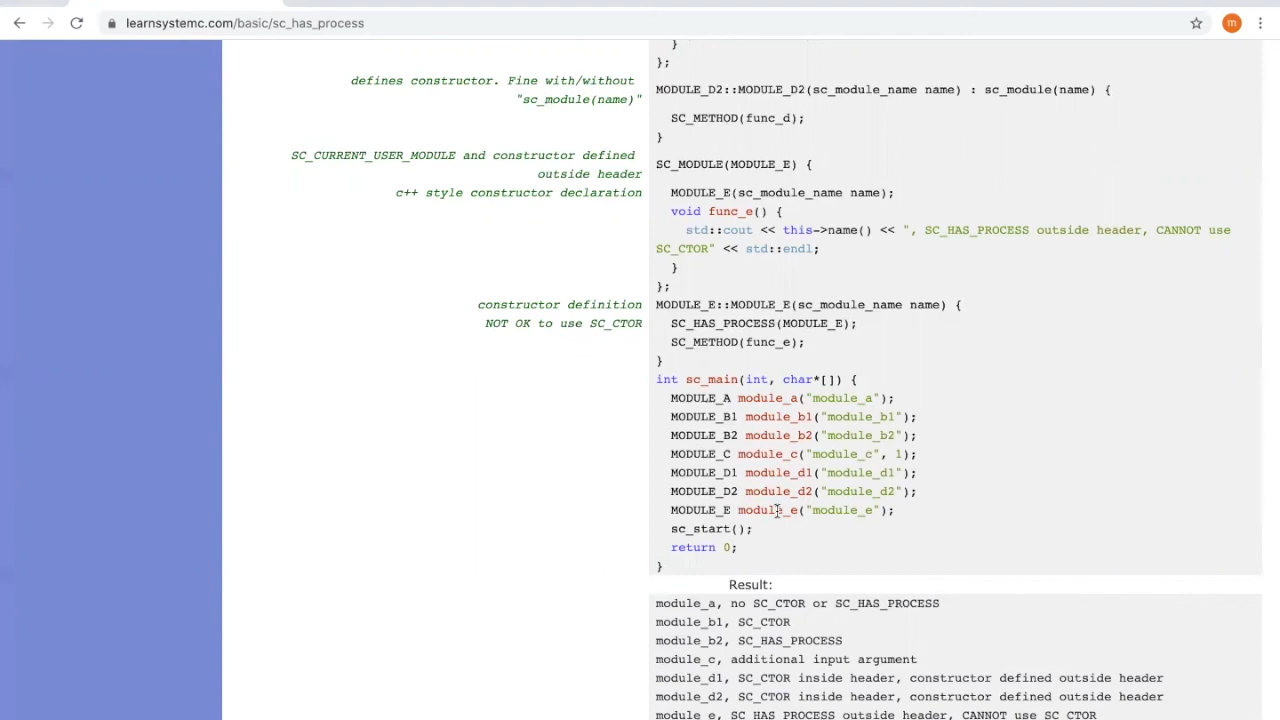 learnsystemc.com/basic/sc_has_process
m
}
};
defines constructor. Fine with/without
"sc_module(name)"
MODULE_D2::MODULE_D2(sc_module_name name) : sc_module(name) {
SC_METHOD(func_d);
}
SC_CURRENT_USER_MODULE and constructor defined
outside header
SC_MODULE(MODULE_E) {
c++ style constructor declaration
MODULE_E(sc_module_name name);
void func_e() {
std::cout << this->name() << ", SC_HAS_PROCESS outside header, CANNOT use
SC_CTOR" << std::endl;
}
};
constructor definition
MODULE_E::MODULE_E(sc_module_name name) {
NOT OK to use SC_CTOR
SC_HAS_PROCESS(MODULE_E);
SC_METHOD(func_e);
}
int sc_main(int, char*[]) {
MODULE_A module_a("module_a");
MODULE_B1 module_b1("module_b1");
MODULE_B2 module_b2("module_b2");
MODULE_C module_c("module_c", 1);
MODULE_D1 module_d1("module_d1");
MODULE_D2 module_d2("module_d2");
MODULE_E module_e("module_e");
sc_start();
return 0;
}
Result:
module_a, no SC_CTOR or SC_HAS_PROCESS
module_b1, SC_CTOR
module_b2, SC_HAS_PROCESS
module_c, additional input argument
module_d1, SC_CTOR inside header, constructor defined outside header
module_d2, SC_CTOR inside header, constructor defined outside header
module_e, SC_HAS_PROCESS outside header, CANNOT use SC_CTOR